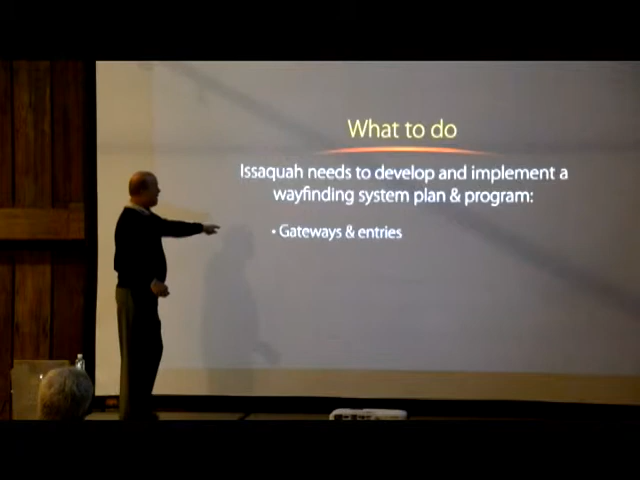 What to do
Issaquah needs to develop and implement a
wayfinding system plan & program:
• Gateways & entries